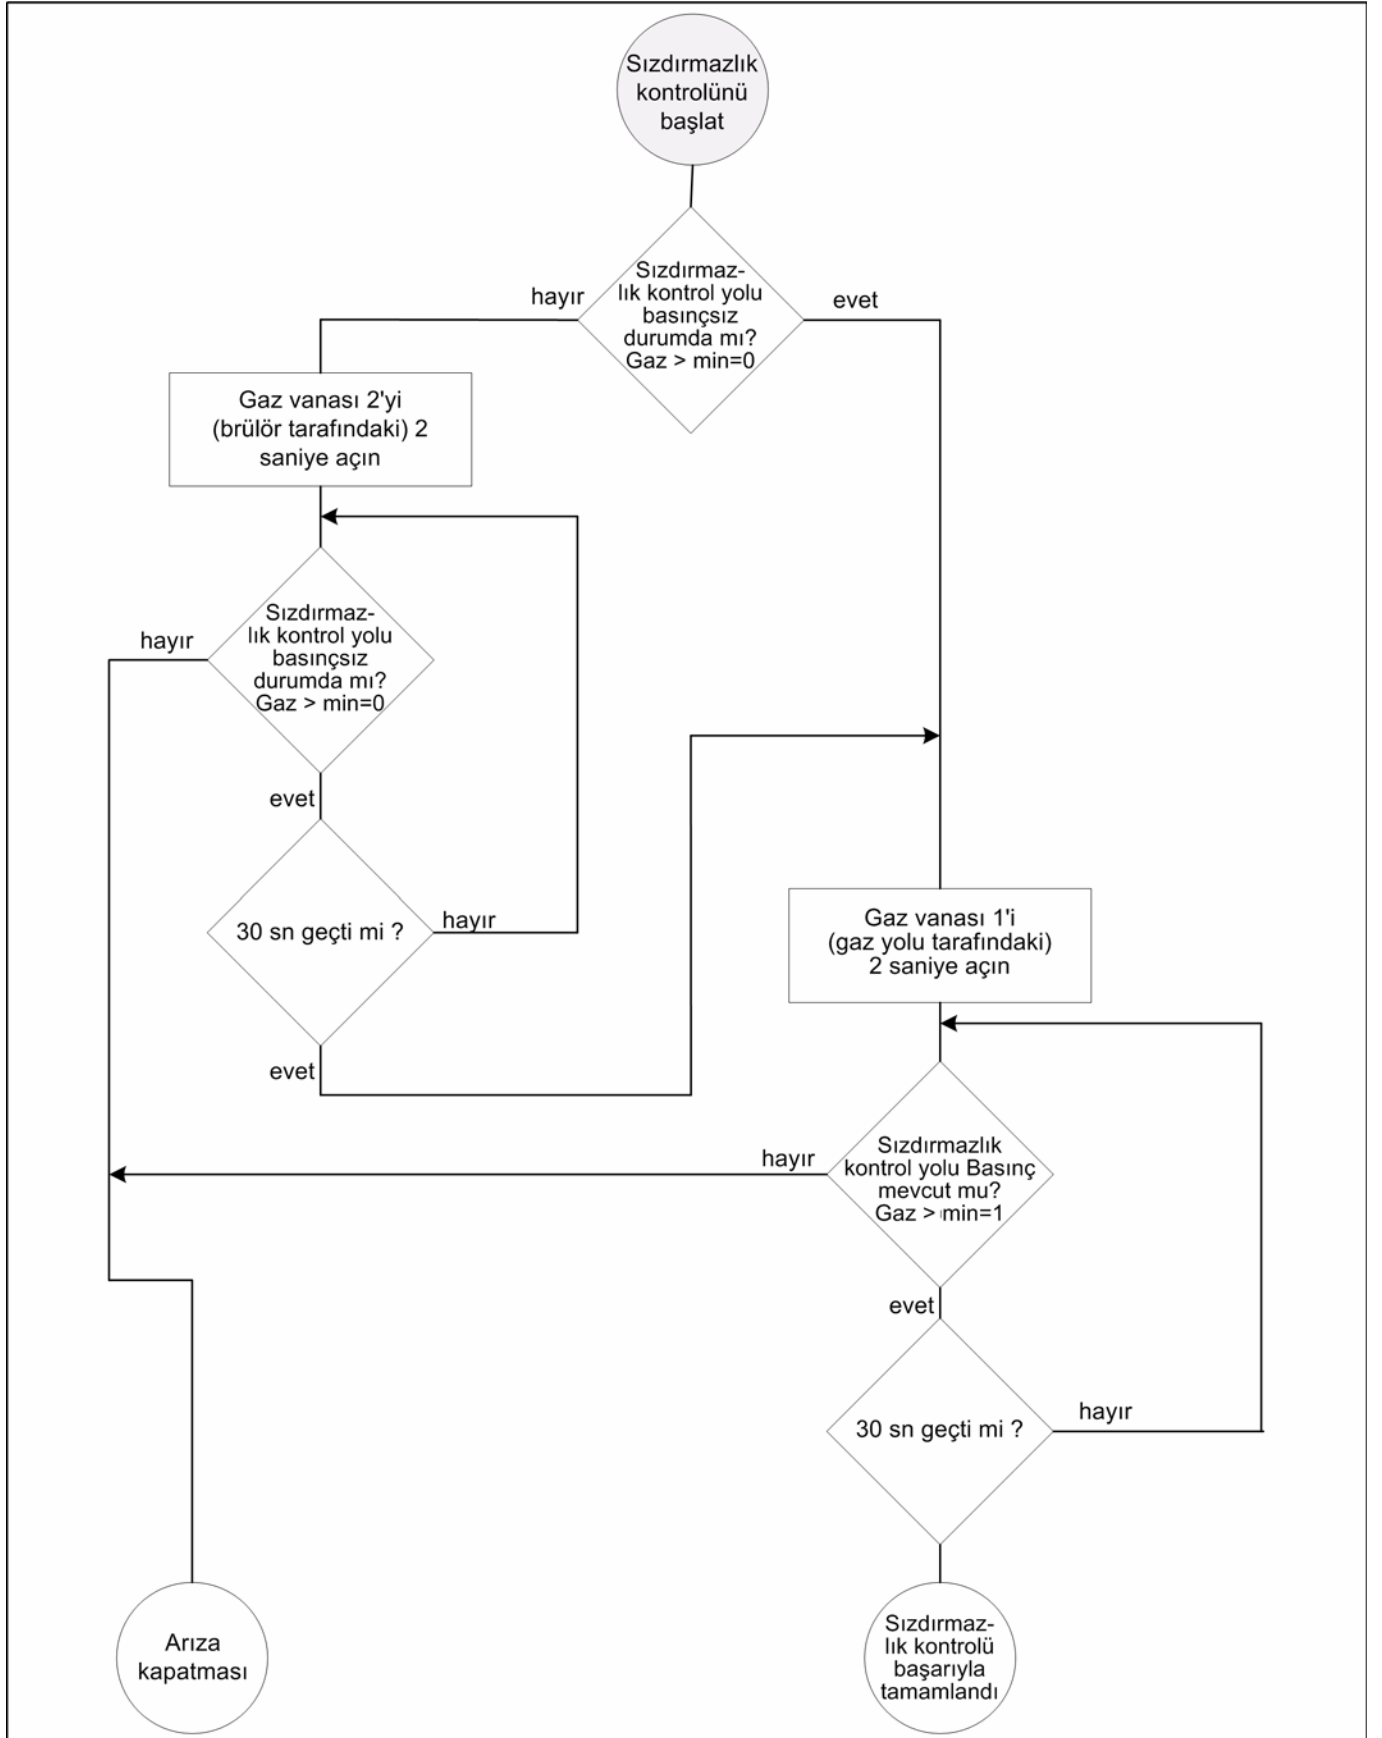 Sızdırmazlık
kontrolünü
başlat
Sızdırmaz-
lık kontrol yolu
basınçsız
durumda mı?
Gaz > min=0
hayır
evet
Gaz vanası 2'yi
(brülör tarafındaki) 2
saniye açın
Sızdırmaz-
lık kontrol yolu
basınçsız
durumda mı?
Gaz > min=0
hayır
evet
30 sn geçti mi ?
hayır
evet
Gaz vanası 1'i
(gaz yolu tarafındaki)
2 saniye açın
Sızdırmazlık
kontrol yolu Basınç
mevcut mu?
Gaz > min=1
hayır
evet
30 sn geçti mi ?
hayır
Arıza
kapatması
Sızdırmaz-
lık kontrolü
başarıyla
tamamlandı